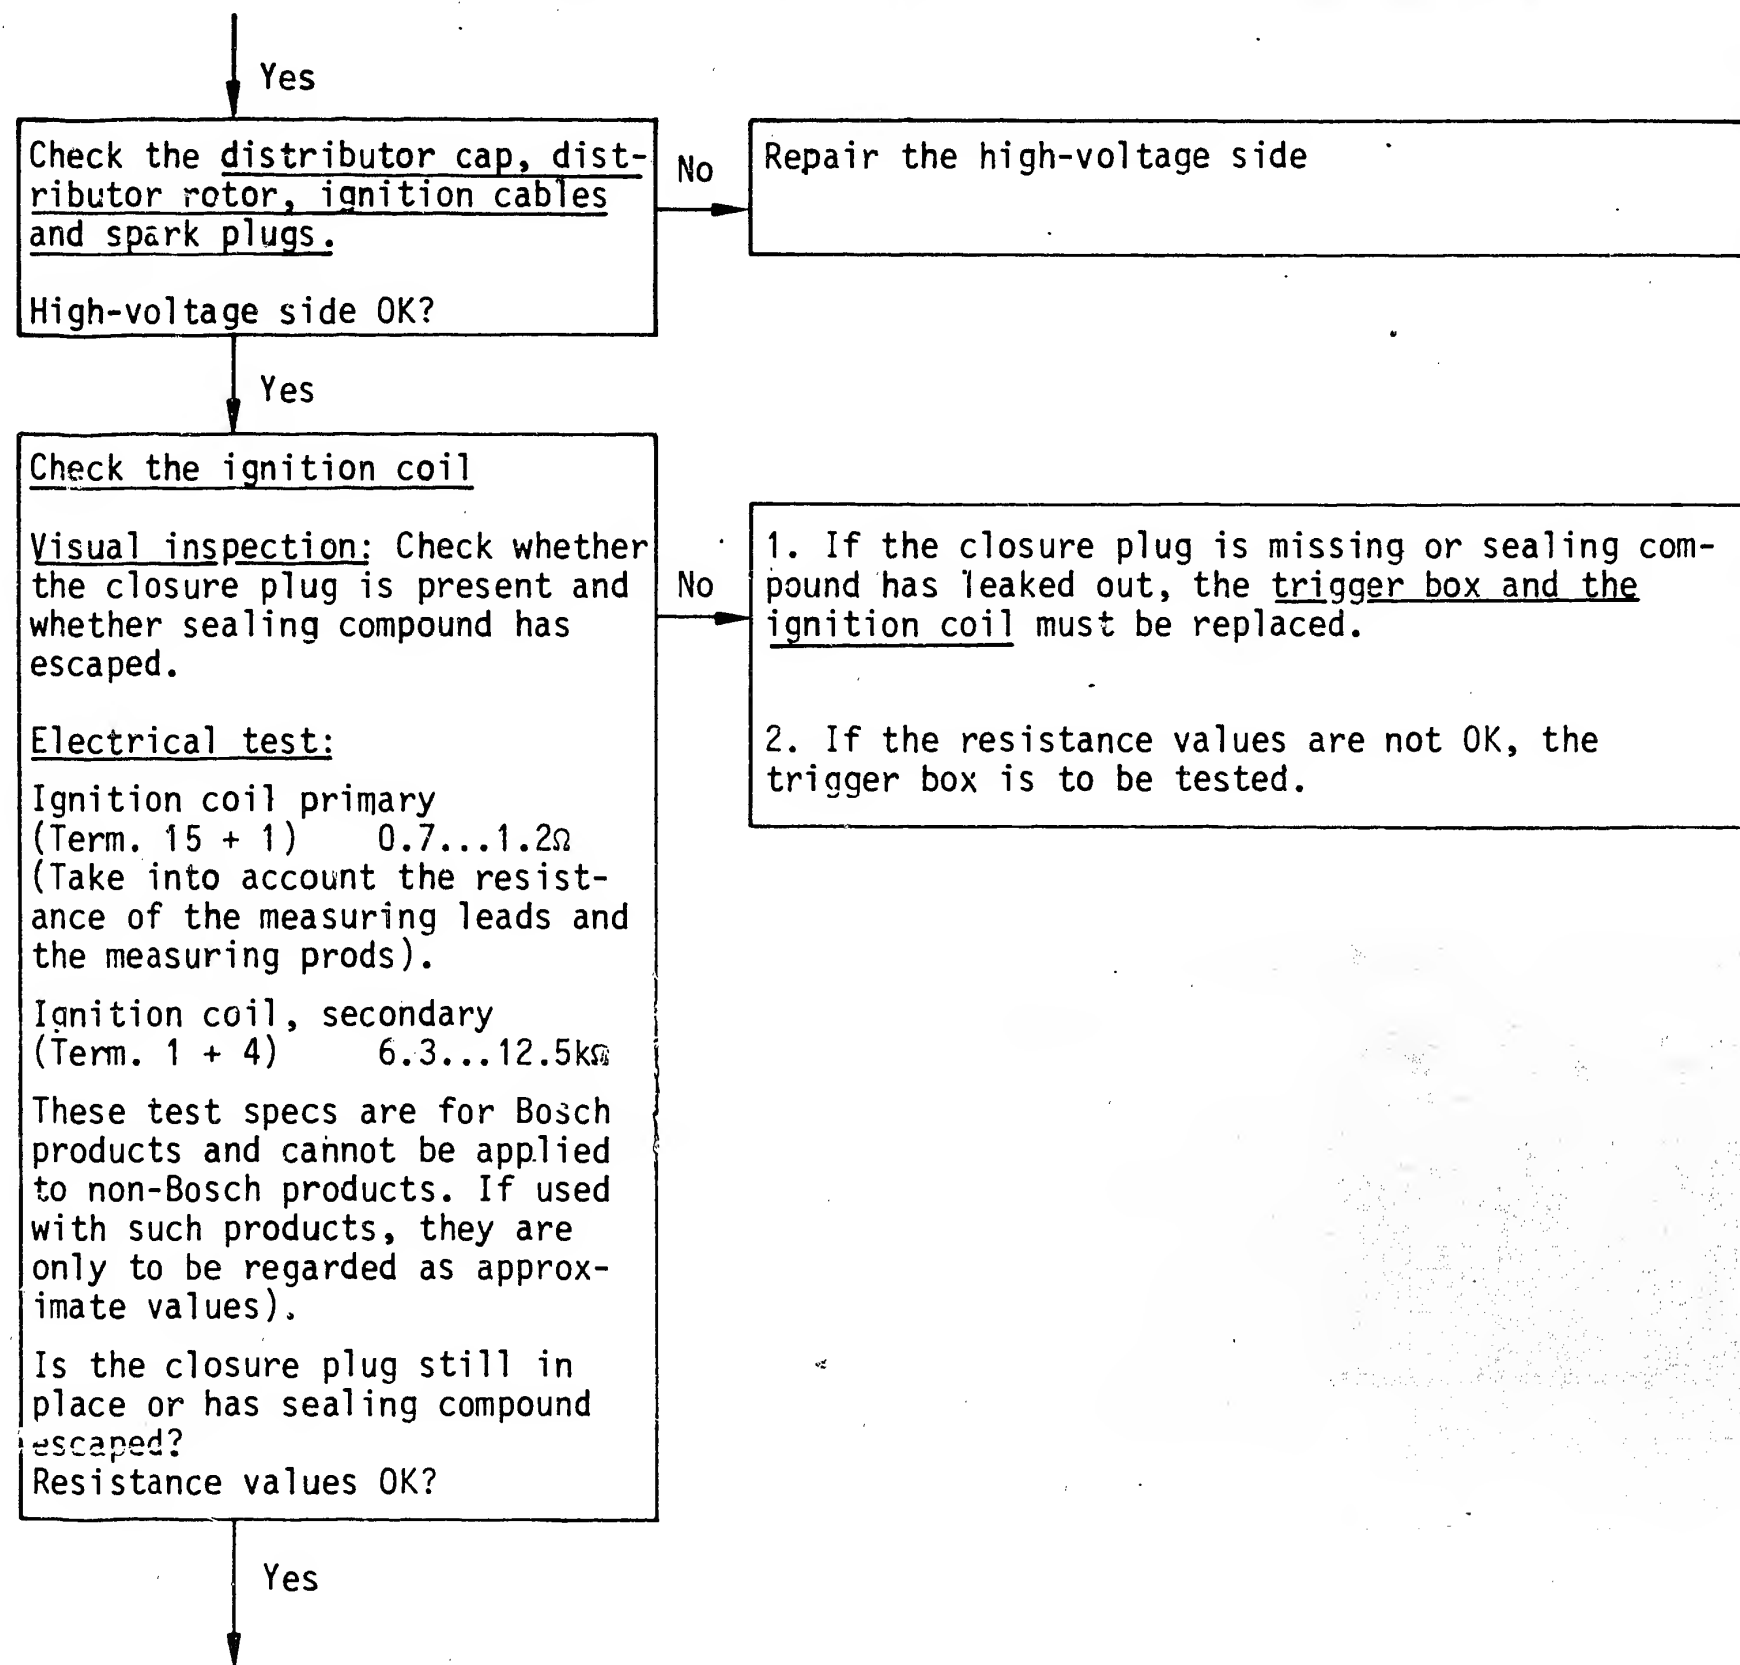 Yes
Check the distributor cap, dist-
ributor rotor, ignition cables
and spark plugs.
High-voltage side OK?
No
Repair the high-voltage side
Yes
Check the ignition coil
Visual inspection: Check whether
the closure plug is present and
whether sealing compound has
escaped.
Electrical test:
Ignition coil primary
(Term. 15 + 1) 0.7...1.2Ω
(Take into account the resist-
ance of the measuring leads and
the measuring prods).
Ignition coil, secondary
(Term. 1 + 4) 6.3...12.5kΩ
These test specs are for Bosch
products and cannot be applied
to non-Bosch products. If used
with such products, they are
only to be regarded as approx-
imate values).
Is the closure plug still in
place or has sealing compound
escaped?
Resistance values OK?
No
1. If the closure plug is missing or sealing com-
pound has leaked out, the trigger box and the
ignition coil must be replaced.
2. If the resistance values are not OK, the
trigger box is to be tested.
Yes